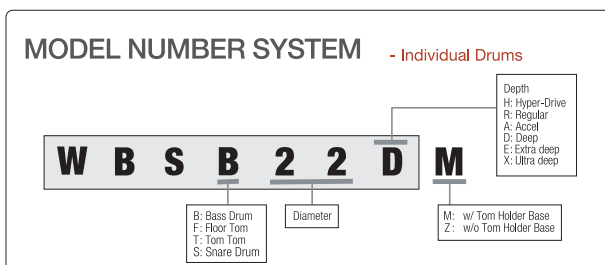 MODEL NUMBER SYSTEM - Individual Drums
Depth
H: Hyper-Drive
R: Regular
A: Accel
D: Deep
E: Extra deep
X: Ultra deep
W B S B 2 2 D M
B: Bass Drum
F: Floor Tom
T: Tom Tom
S: Snare Drum
Diameter
M: w/ Tom Holder Base
Z: w/o Tom Holder Base